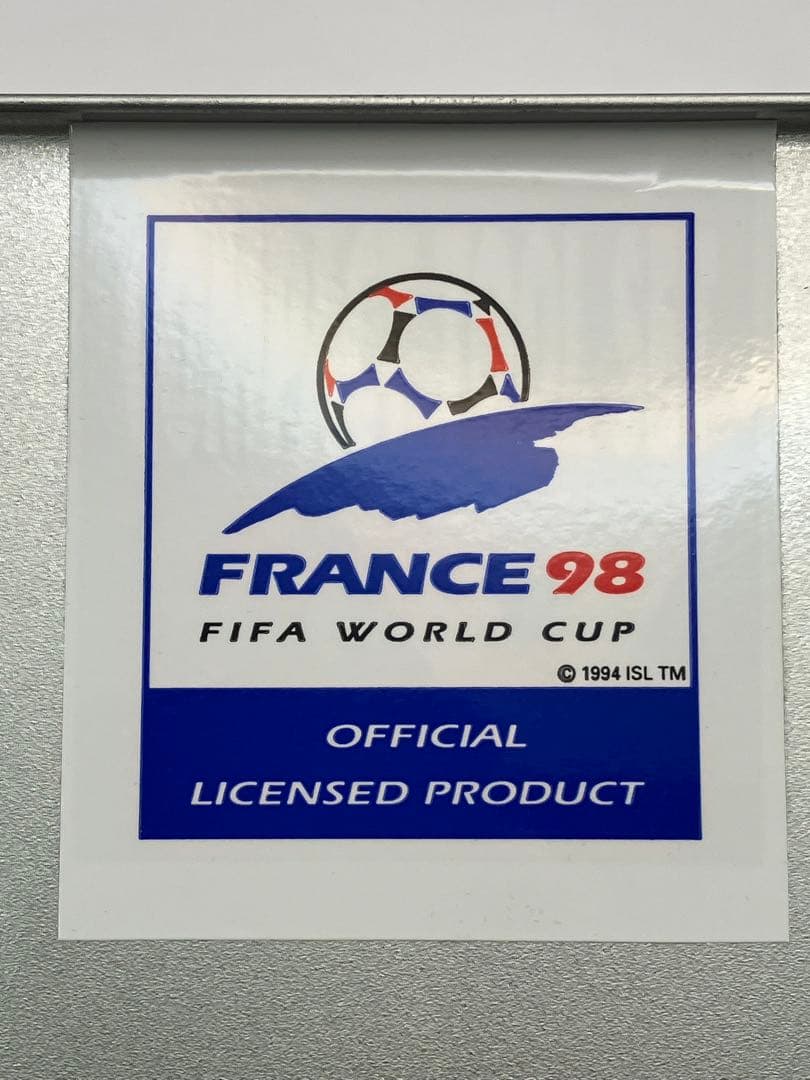 FRANCE 98
FIFA WORLD CUP
© 1994 ISL TM
OFFICIAL
LICENSED PRODUCT